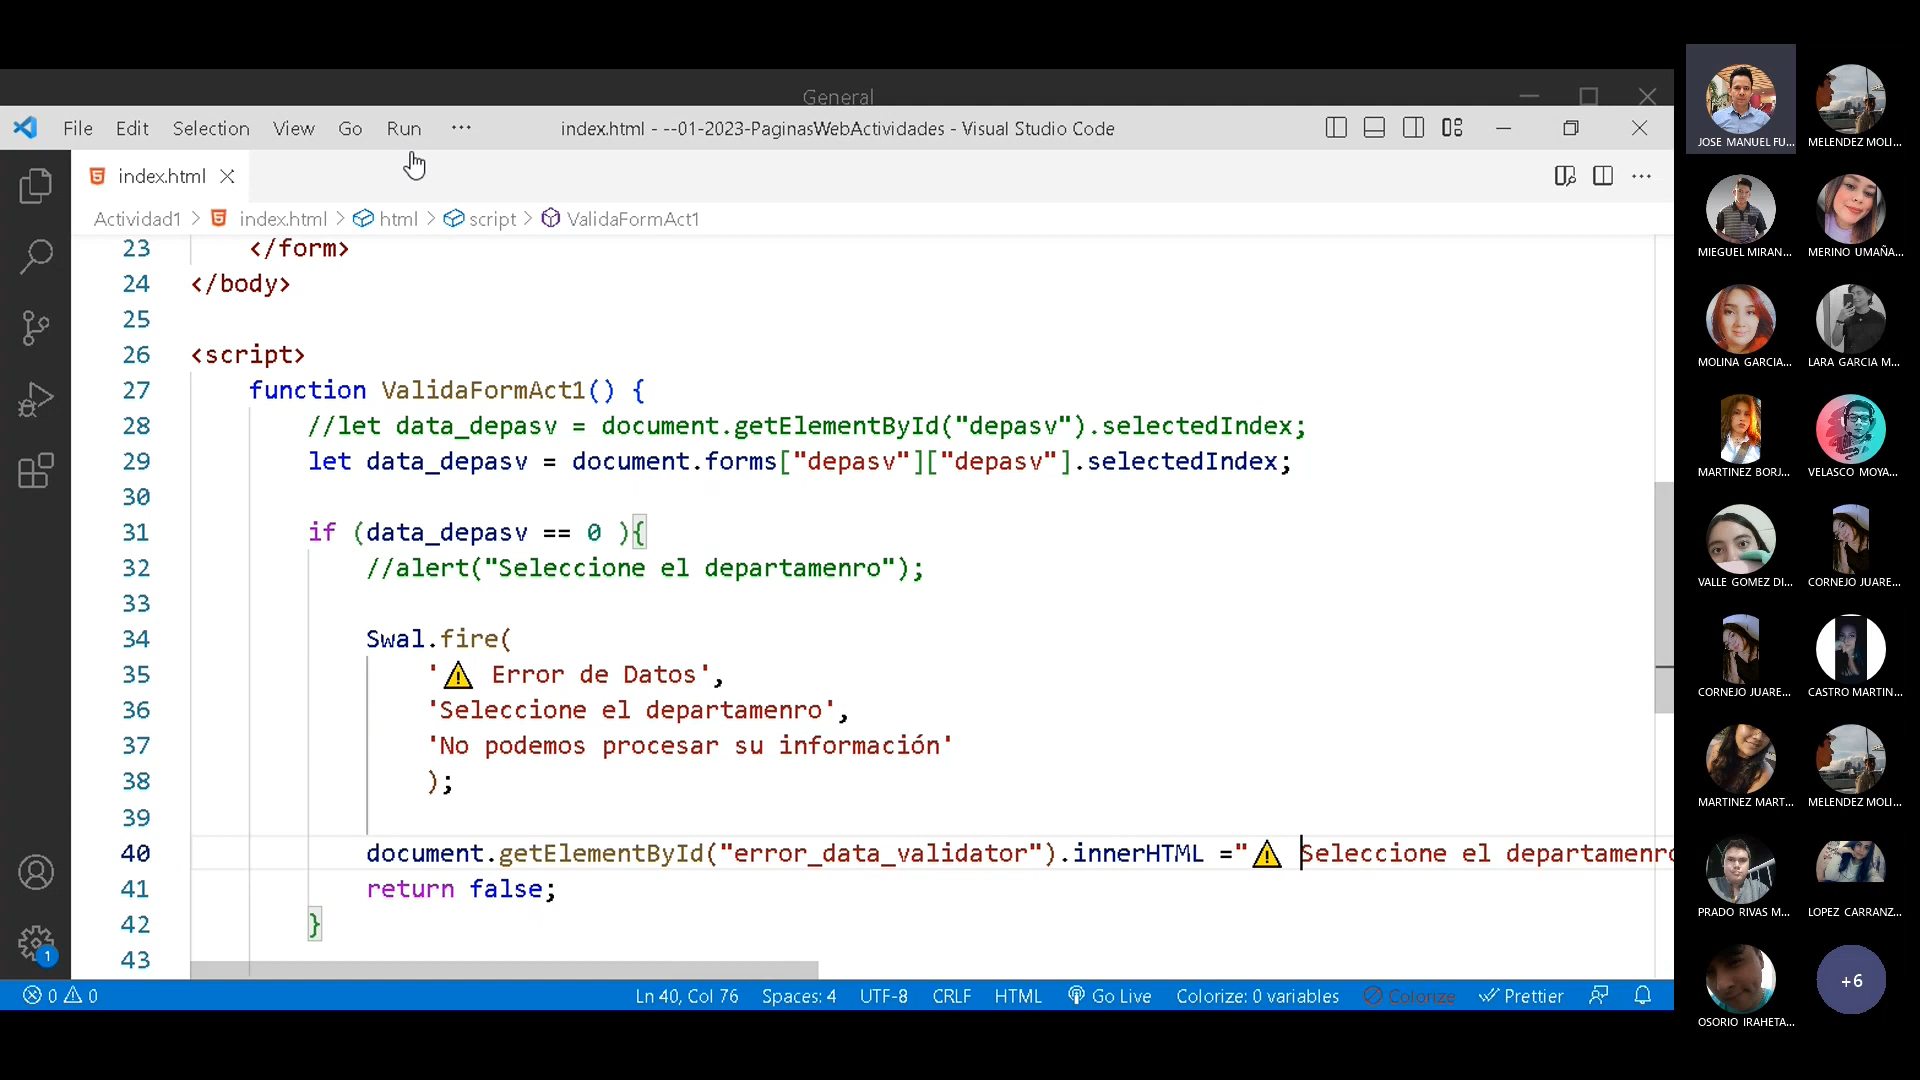 General
File Edit Selection View Go Run ··· index.html - --01-2023-PaginasWebActividades - Visual Studio Code
index.html
Actividad1 > index.html > html > script > ValidaFormAct1
23 </form>
24 </body>
25
26 <script>
27 function ValidaFormAct1() {
28 //let data_depasv = document.getElementById("depasv").selectedIndex;
29 let data_depasv = document.forms["depasv"]["depasv"].selectedIndex;
30
31 if (data_depasv == 0 ){
32 //alert("Seleccione el departamenro");
33
34 Swal.fire(
35 '⚠ Error de Datos',
36 'Seleccione el departamenro',
37 'No podemos procesar su información'
38 );
39
40 document.getElementById("error_data_validator").innerHTML ="⚠ Seleccione el departamenro
41 return false;
42 }
43
1
0 0 Ln 40, Col 76 Spaces: 4 UTF-8 CRLF HTML Go Live Colorize: 0 variables Colorize Prettier
JOSE MANUEL FU... MELENDEZ MOLI...
MIEGUEL MIRAN... MERINO UMAÑA...
MOLINA GARCIA... LARA GARCIA M...
MARTINEZ BORJ... VELASCO MOYA...
VALLE GOMEZ DI... CORNEJO JUARE...
CORNEJO JUARE... CASTRO MARTIN...
MARTINEZ MART... MELENDEZ MOLI...
PRADO RIVAS M... LOPEZ CARRANZ...
OSORIO IRAHETA... +6